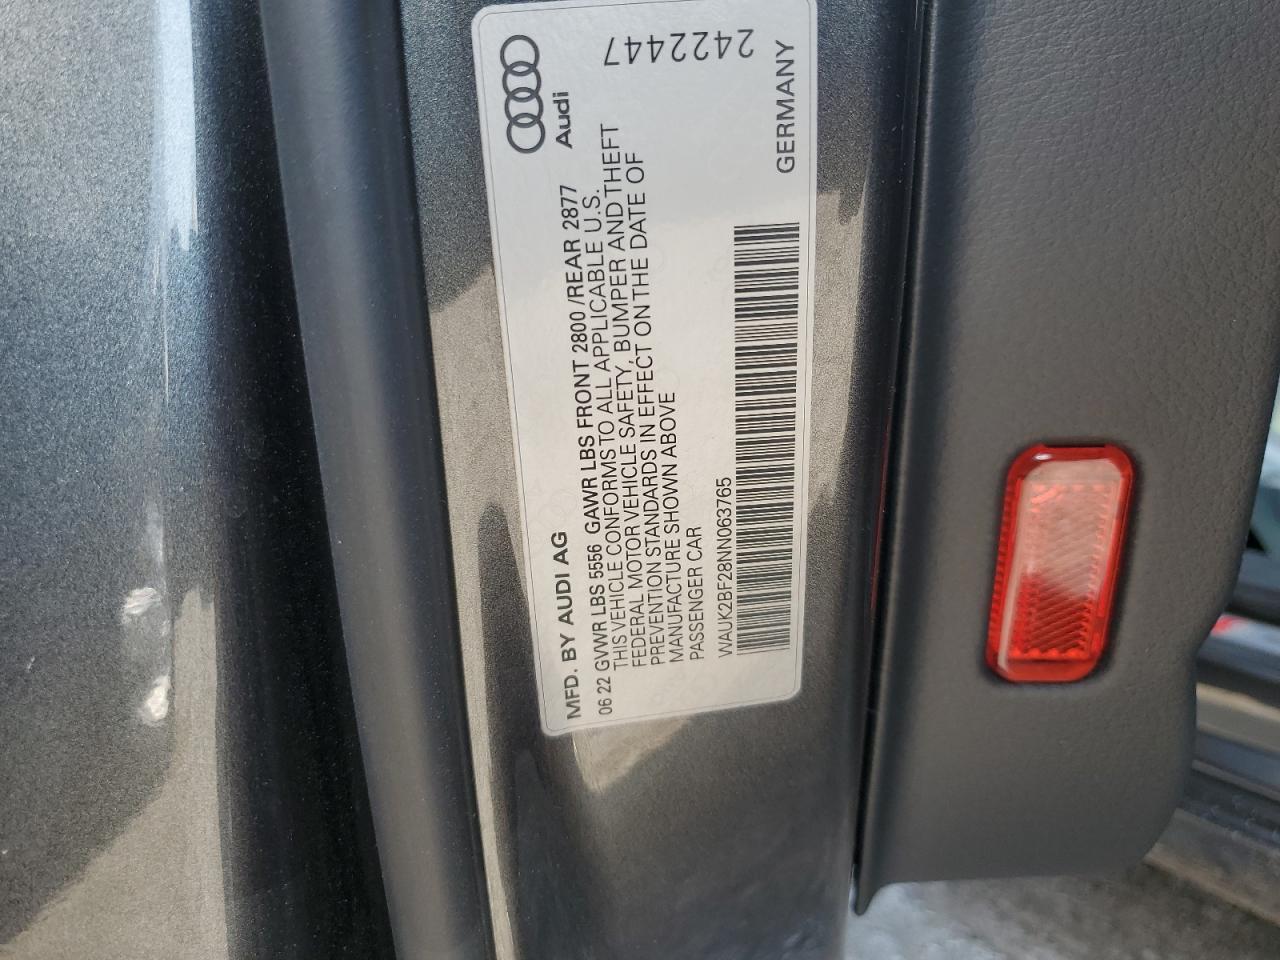 Audi
MFD. BY AUDI AG
06 22 GVWR LBS 5556 GAWR LBS FRONT 2800 /REAR 2877
THIS VEHICLE CONFORMS TO ALL APPLICABLE U.S.
FEDERAL MOTOR VEHICLE SAFETY, BUMPER AND THEFT
PREVENTION STANDARDS IN EFFECT ON THE DATE OF
MANUFACTURE SHOWN ABOVE
PASSENGER CAR
WAUK2BF28NN063765
GERMANY
2422447